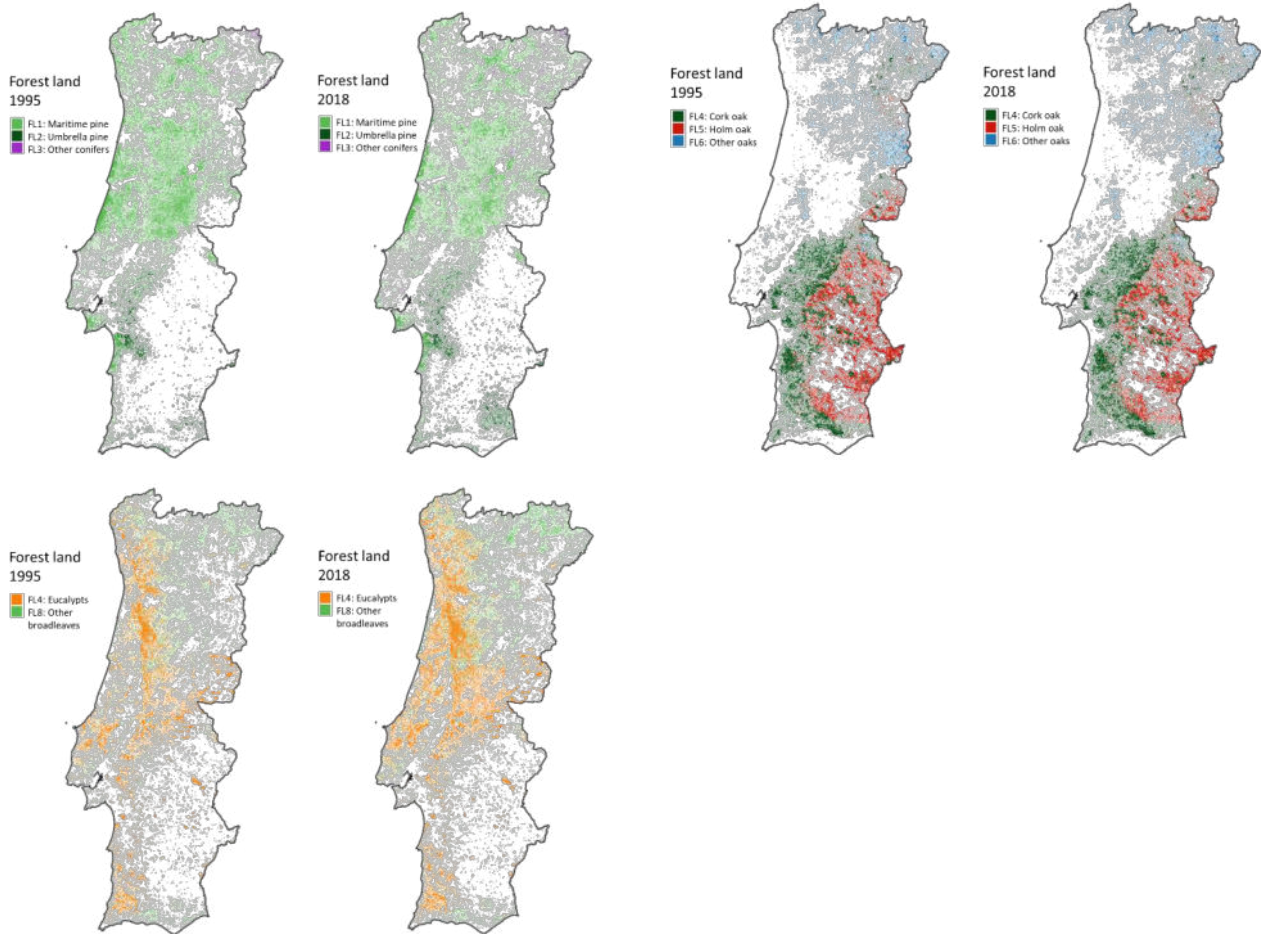 Forest land
1995
FL1: Maritime pine
FL2: Umbrella pine
FL3: Other conifers
Forest land
2018
FL1: Maritime pine
FL2: Umbrella pine
FL3: Other conifers
Forest land
1995
FL4: Cork oak
FL5: Holm oak
FL6: Other oaks
Forest land
2018
FL4: Cork oak
FL5: Holm oak
FL6: Other oaks
Forest land
1995
FL4: Eucalypts
FL8: Other
broadleaves
Forest land
2018
FL4: Eucalypts
FL8: Other
broadleaves